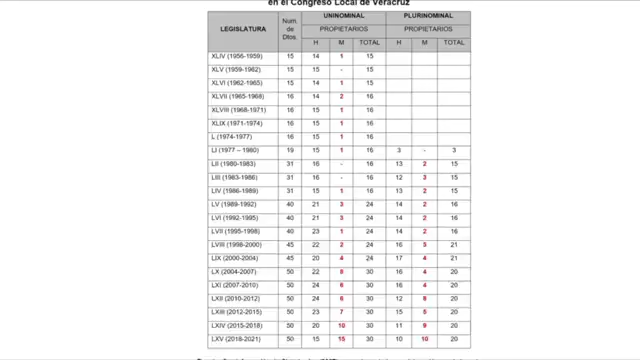 en el Congreso Local de Veracruz
LEGISLATURA Num. de Dtos. UNINOMINAL PLURINOMINAL
PROPIETARIOS PROPIETARIOS
H M TOTAL H M TOTAL
XLIV (1956-1959) 15 14 1 15
XLV (1959-1962) 15 15 - 15
XLVI (1962-1965) 15 14 1 15
XLVII (1965-1968) 16 14 2 16
XLVIII (1968-1971) 16 15 1 16
XLIX (1971-1974) 16 15 1 16
L (1974-1977) 16 15 1 16
LI (1977 – 1980) 19 15 1 16 3 - 3
LII (1980-1983) 31 16 - 16 13 2 15
LIII (1983-1986) 31 16 - 16 12 3 15
LIV (1986-1989) 31 15 1 16 13 2 15
LV (1989-1992) 40 21 3 24 14 2 16
LVI (1992-1995) 40 21 3 24 14 2 16
LVII (1995-1998) 40 23 1 24 14 2 16
LVIII (1998-2000) 45 22 2 24 16 5 21
LIX (2000-2004) 45 20 4 24 17 4 21
LX (2004-2007) 50 22 8 30 16 4 20
LXI (2007-2010) 50 24 6 30 16 4 20
LXII (2010-2012) 50 24 6 30 12 8 20
LXIII (2012-2015) 50 23 7 30 15 5 20
LXIV (2015-2018) 50 20 10 30 11 9 20
LXV (2018-2021) 50 15 15 30 10 10 20